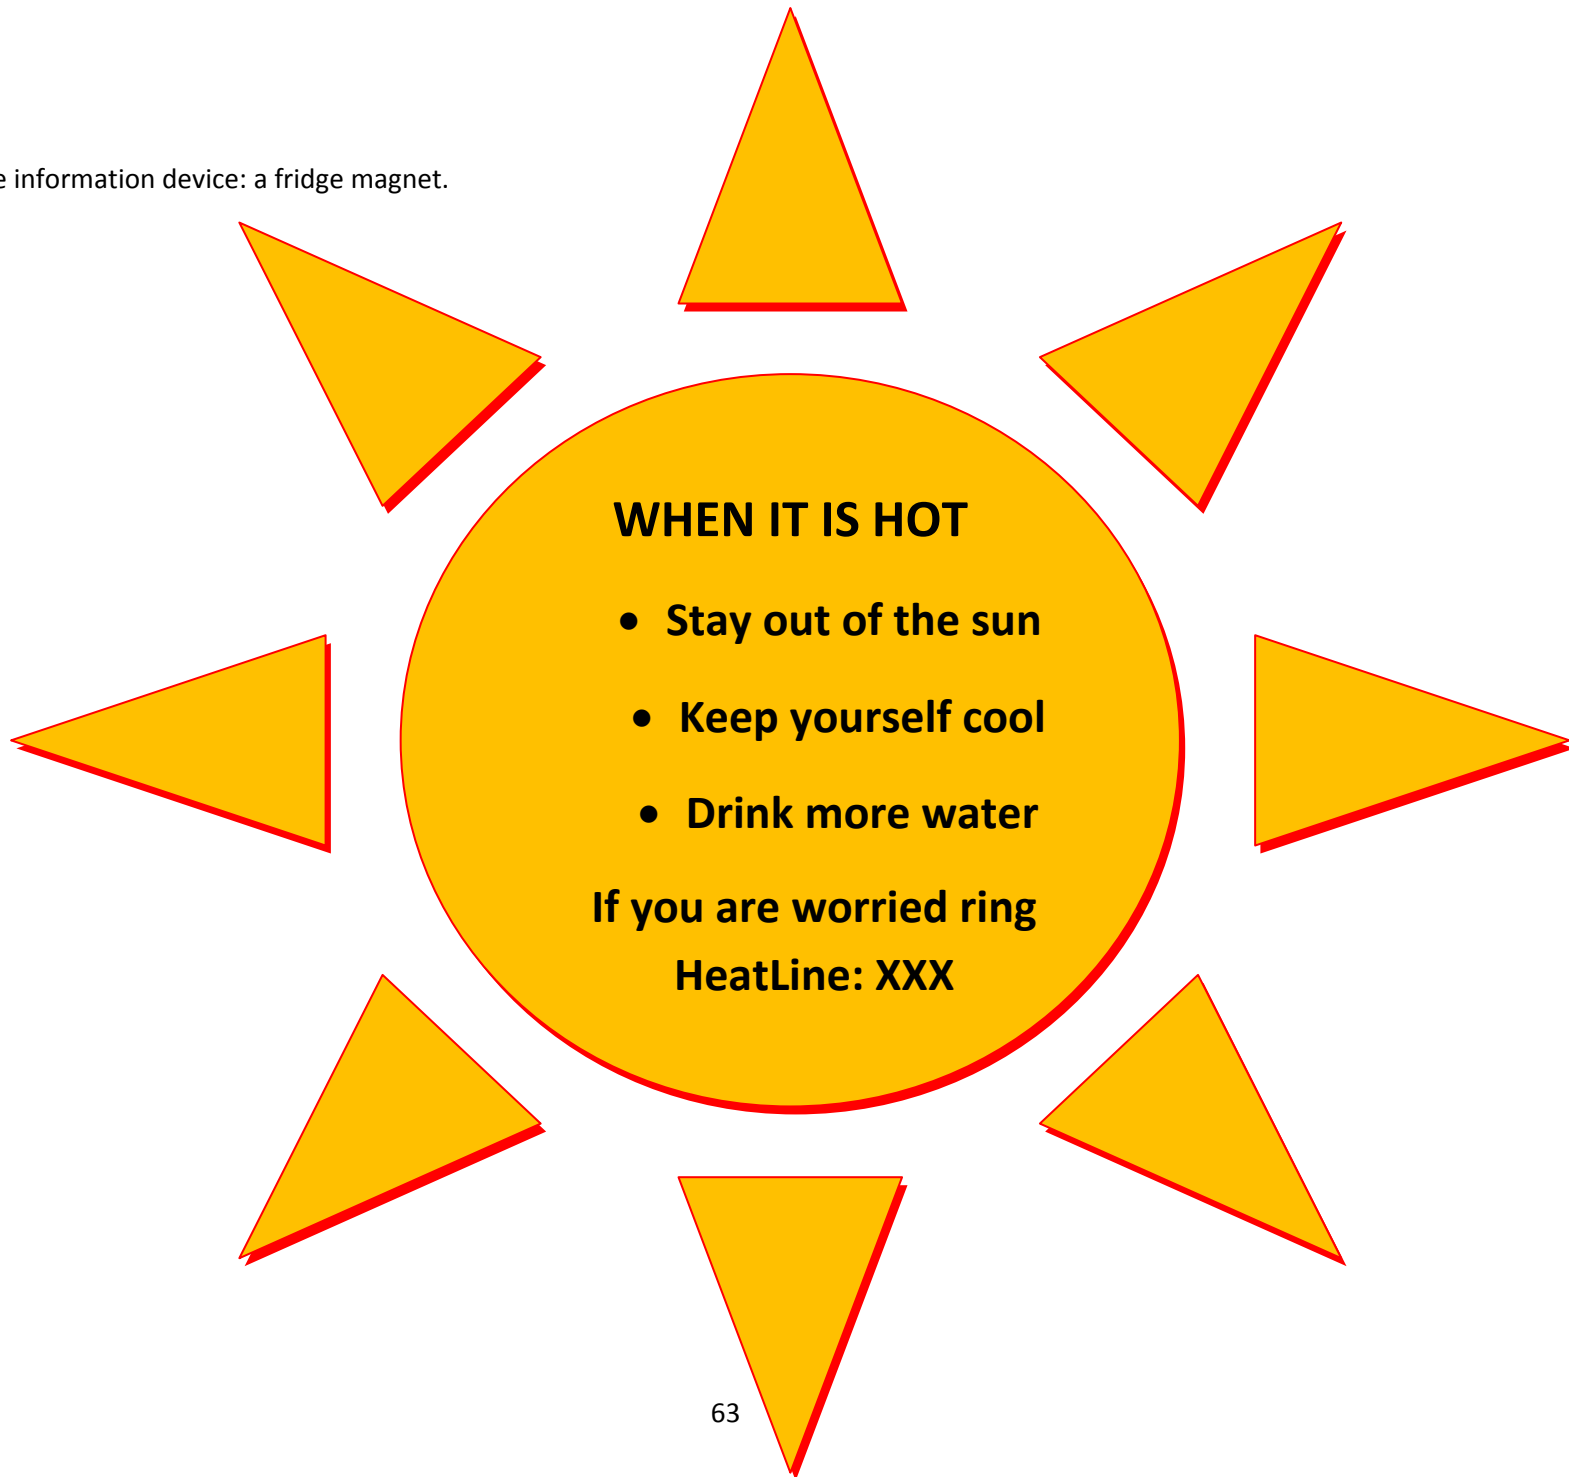 e information device: a fridge magnet.
WHEN IT IS HOT
• Stay out of the sun
• Keep yourself cool
• Drink more water
If you are worried ring
HeatLine: XXX
63